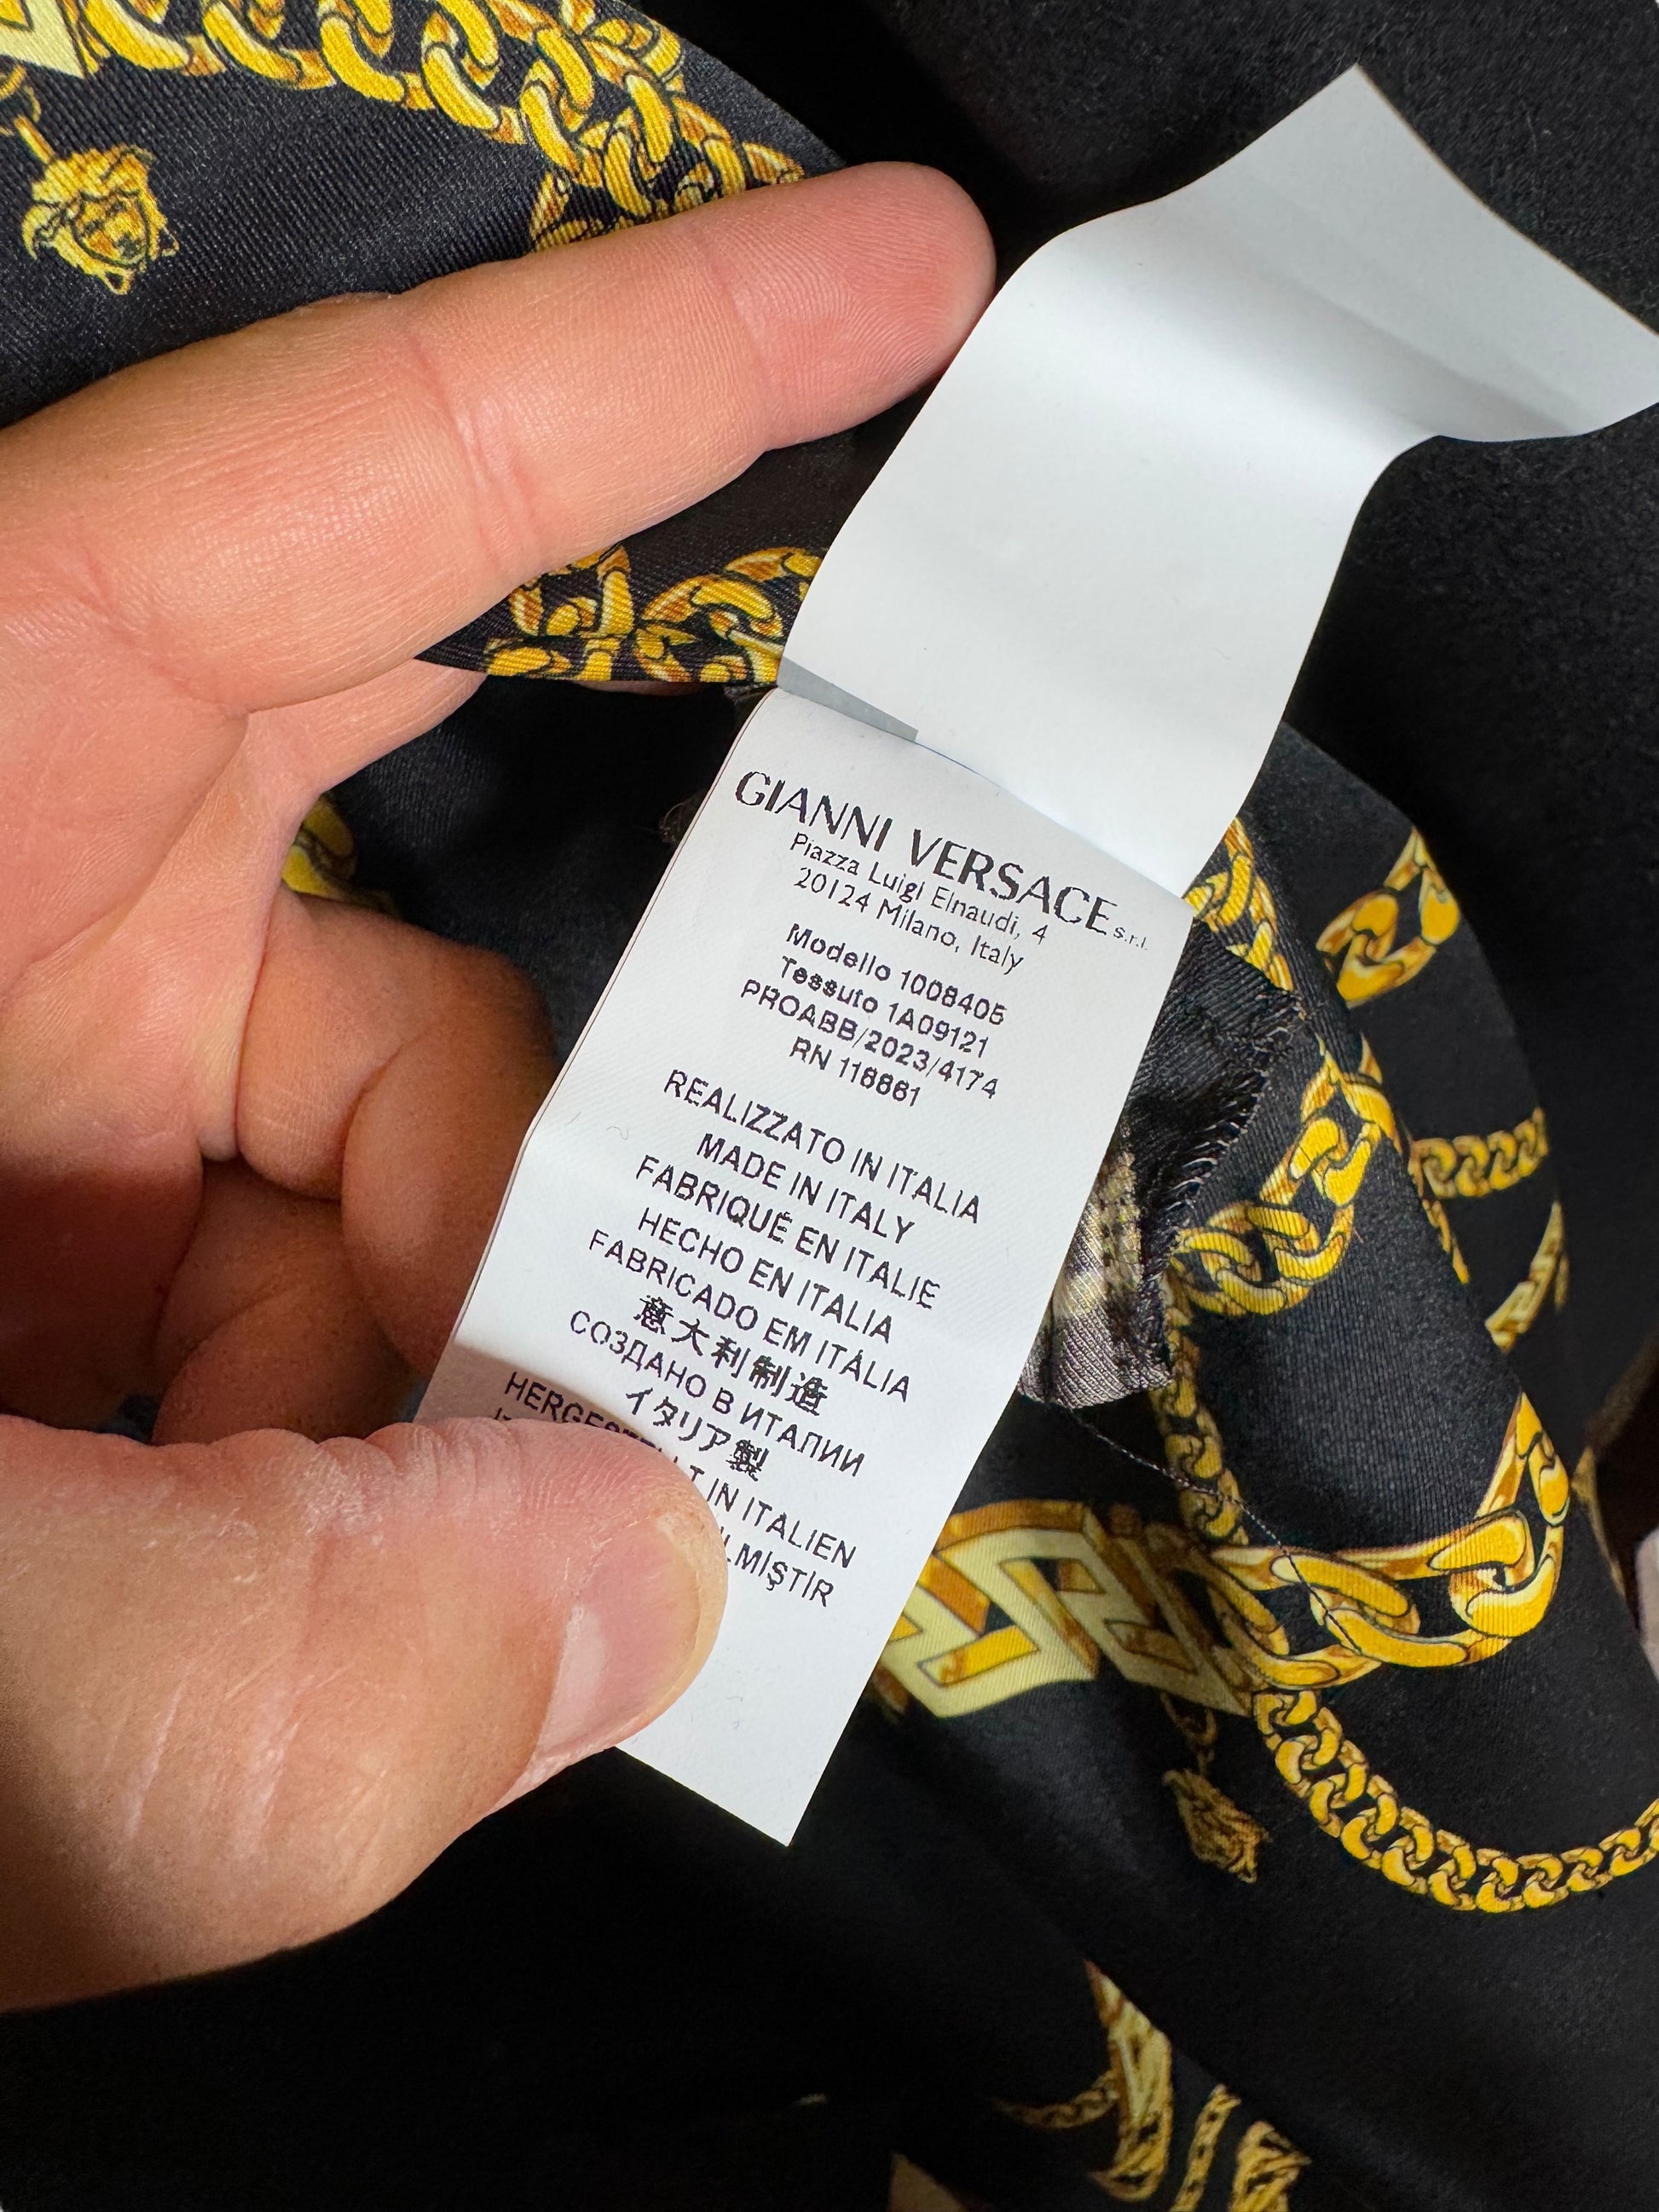 GIANNI VERSACE s.r.l.
Piazza Luigi Einaudi, 4
20124 Milano, Italy
Modello 1008405
Tessuto 1A09121
PROABB/2023/4174
RN 118881
REALIZZATO IN ITALIA
MADE IN ITALY
FABRIQUÉ EN ITALIE
HECHO EN ITALIA
FABRICADO EM ITÁLIA
意大利制造
СОЗДАНО В ИТАЛИИ
イタリア製
IN ITALIEN